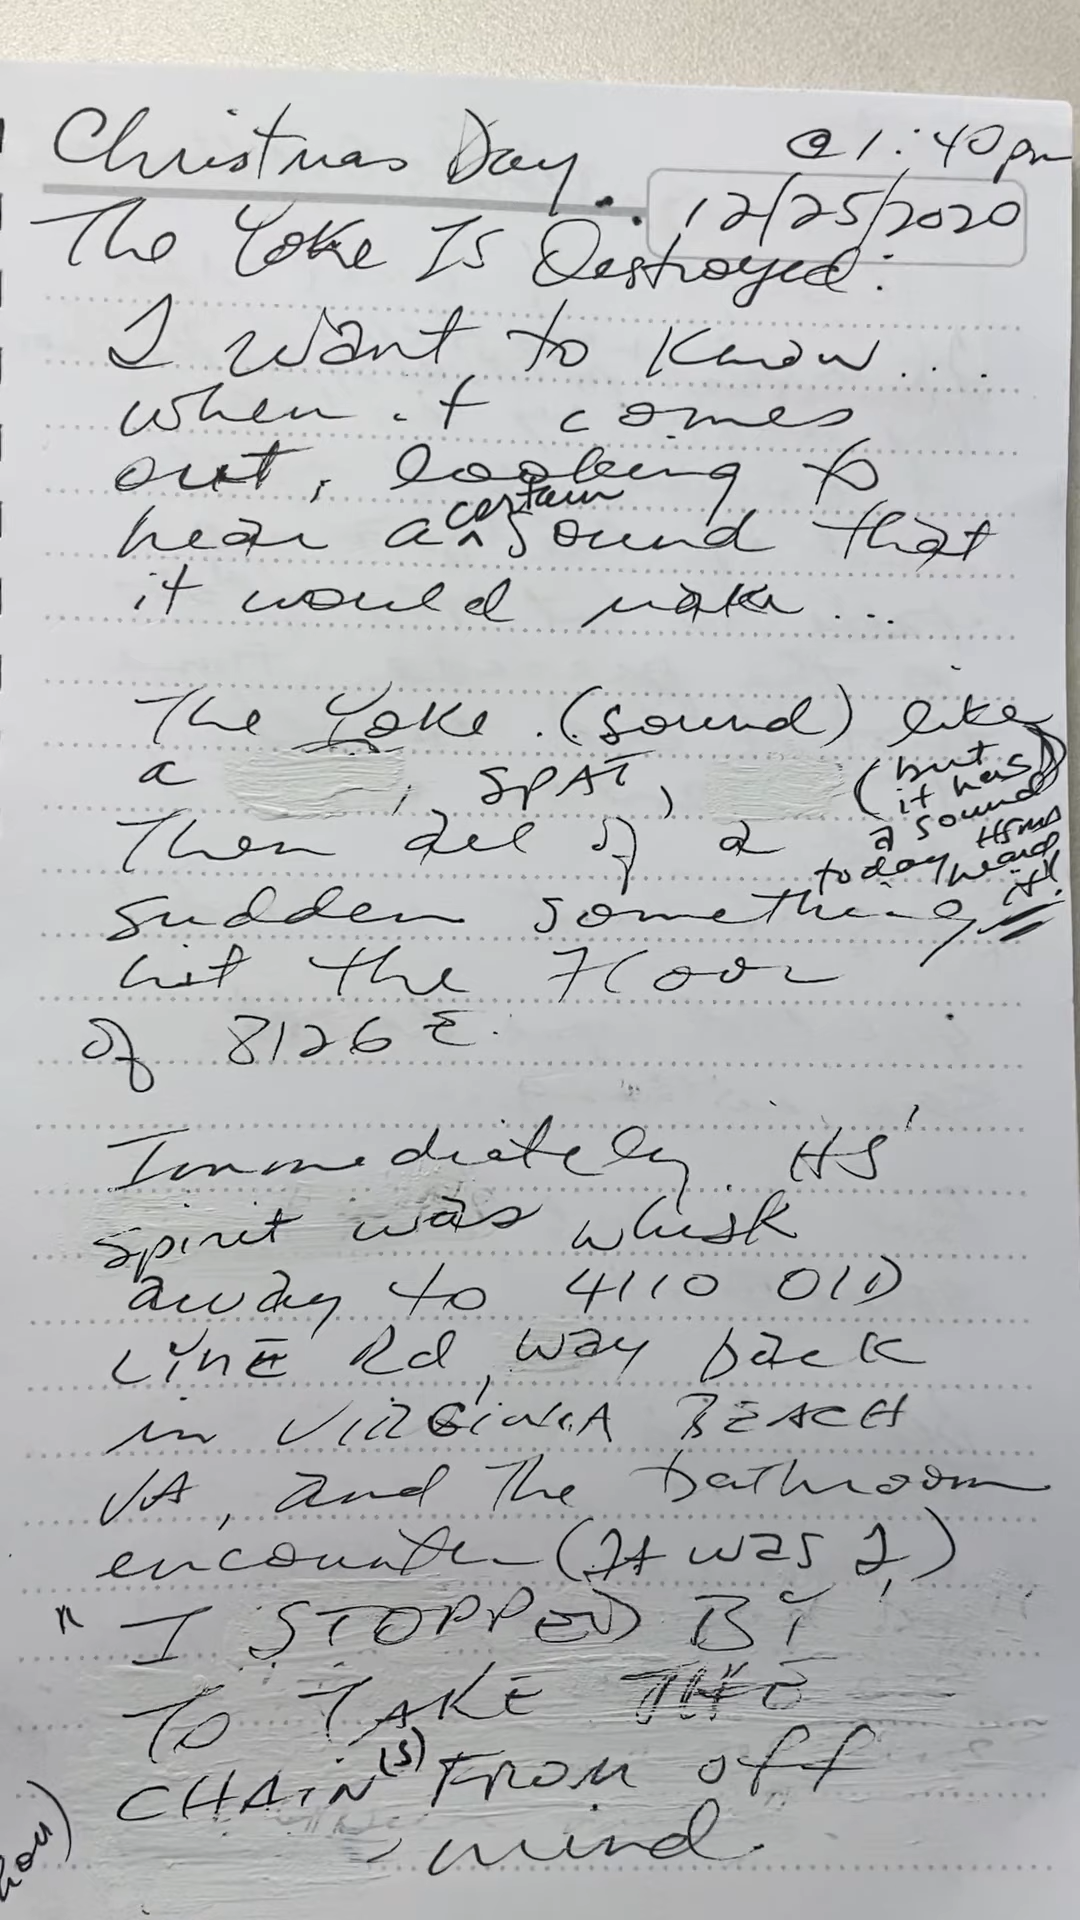 Christmas Day.. @1:40pm
12/25/2020
The Yoke Is Destroyed:
I want to know...
when it comes
out, looking to
hear a certain sound that
it would make...
The Yoke (sound) like
a , SPAT,
(but
it has)
a sound
today
heard
it!
Then all of a
sudden something
hit the Floor
of 8126 E.
Immediately HS'
spirit was whisk
away to 4110 OlD
LINE Rd, way back
in VIRGINIA BEACH
VA, and the bathroom
encounter (It was I,)
" I STOPPED BY
TO TAKE THE
CHAIN(S) FROM off
mind.